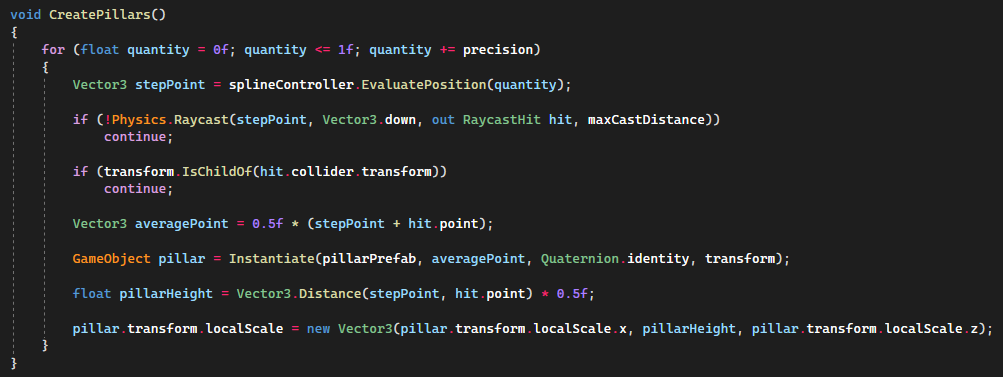 void CreatePillars()
{
for (float quantity = 0f; quantity <= 1f; quantity += precision)
{
Vector3 stepPoint = splineController.EvaluatePosition(quantity);
if (!Physics.Raycast(stepPoint, Vector3.down, out RaycastHit hit, maxCastDistance))
continue;
if (transform.IsChildOf(hit.collider.transform))
continue;
Vector3 averagePoint = 0.5f * (stepPoint + hit.point);
GameObject pillar = Instantiate(pillarPrefab, averagePoint, Quaternion.identity, transform);
float pillarHeight = Vector3.Distance(stepPoint, hit.point) * 0.5f;
pillar.transform.localScale = new Vector3(pillar.transform.localScale.x, pillarHeight, pillar.transform.localScale.z);
}
}